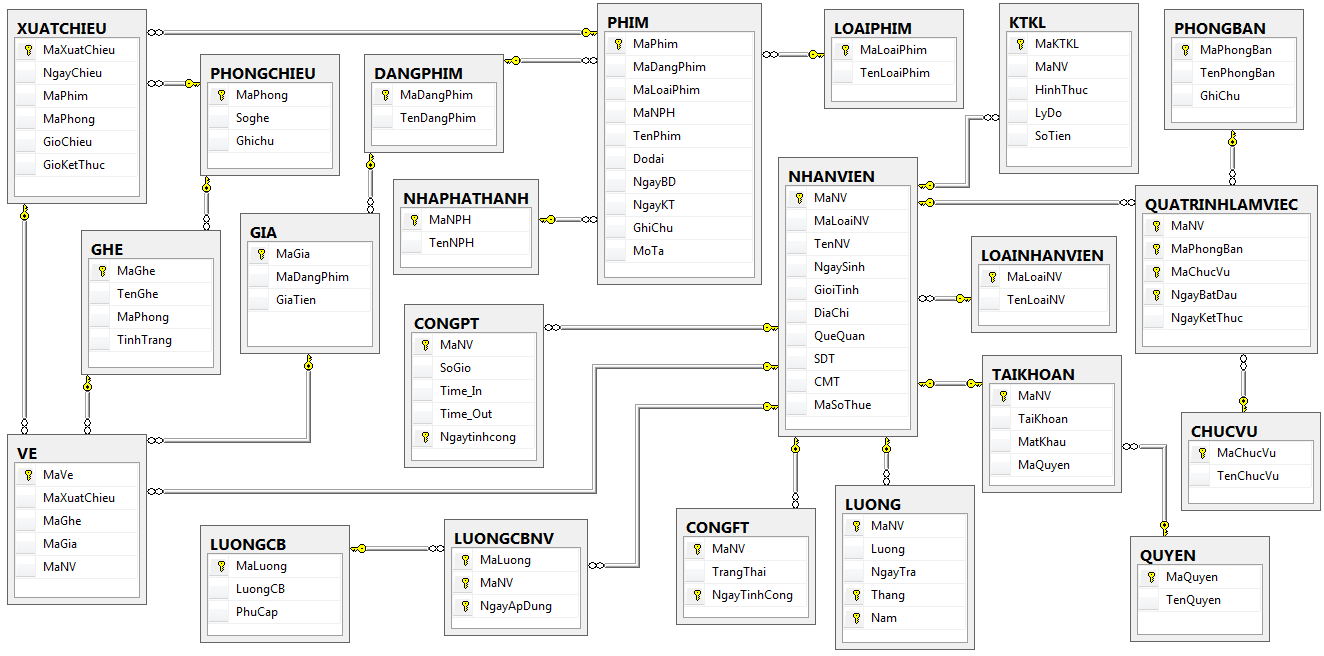 XUATCHIEU
MaXuatChieu
NgayChieu
MaPhim
MaPhong
GioChieu
GioKetThuc
PHONGCHIEU
MaPhong
Soghe
Ghichu
DANGPHIM
MaDangPhim
TenDangPhim
PHIM
MaPhim
MaDangPhim
MaLoaiPhim
MaNPH
TenPhim
Dodai
NgayBD
NgayKT
GhiChu
MoTa
LOAIPHIM
MaLoaiPhim
TenLoaiPhim
KTKL
MaKTKL
MaNV
HinhThuc
LyDo
SoTien
PHONGBAN
MaPhongBan
TenPhongBan
GhiChu
NHAPHATHANH
MaNPH
TenNPH
NHANVIEN
MaNV
MaLoaiNV
TenNV
NgaySinh
GioiTinh
DiaChi
QueQuan
SDT
CMT
MaSoThue
QUATRINHLAMVIEC
MaNV
MaPhongBan
MaChucVu
NgayBatDau
NgayKetThuc
GHE
MaGhe
TenGhe
MaPhong
TinhTrang
GIA
MaGia
MaDangPhim
GiaTien
LOAINHANVIEN
MaLoaiNV
TenLoaiNV
CONGPT
MaNV
SoGio
Time_In
Time_Out
Ngaytinhcong
TAIKHOAN
MaNV
TaiKhoan
MatKhau
MaQuyen
CHUCVU
MaChucVu
TenChucVu
VE
MaVe
MaXuatChieu
MaGhe
MaGia
MaNV
LUONGCB
MaLuong
LuongCB
PhuCap
LUONGCBNV
MaLuong
MaNV
NgayApDung
CONGFT
MaNV
TrangThai
NgayTinhCong
LUONG
MaNV
Luong
NgayTra
Thang
Nam
QUYEN
MaQuyen
TenQuyen